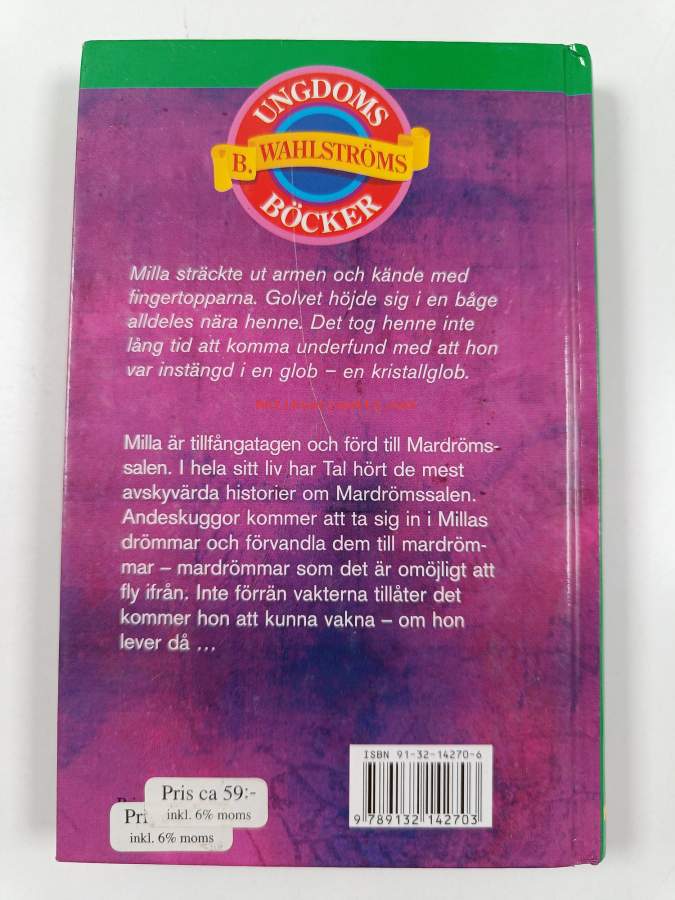 UNGDOMS
B. WAHLSTRÖMS
BÖCKER
Milla sträckte ut armen och kände med
fingertopparna. Golvet höjde sig i en båge
alldeles nära henne. Det tog henne inte
lång tid att komma underfund med att hon
var instängd i en glob – en kristallglob.
Milla är tillfångatagen och förd till Mardröms-
salen. I hela sitt liv har Tal hört de mest
avskyvärda historier om Mardrömssalen.
Andeskuggor kommer att ta sig in i Millas
drömmar och förvandla dem till mardröm-
mar – mardrömmar som det är omöjligt att
fly ifrån. Inte förrän vakterna tillåter det
kommer hon att kunna vakna – om hon
lever då ...
ISBN 91-32-14270-6
9 789132 142703
Pris ca 59:-
inkl. 6% moms
Pri
inkl. 6% moms